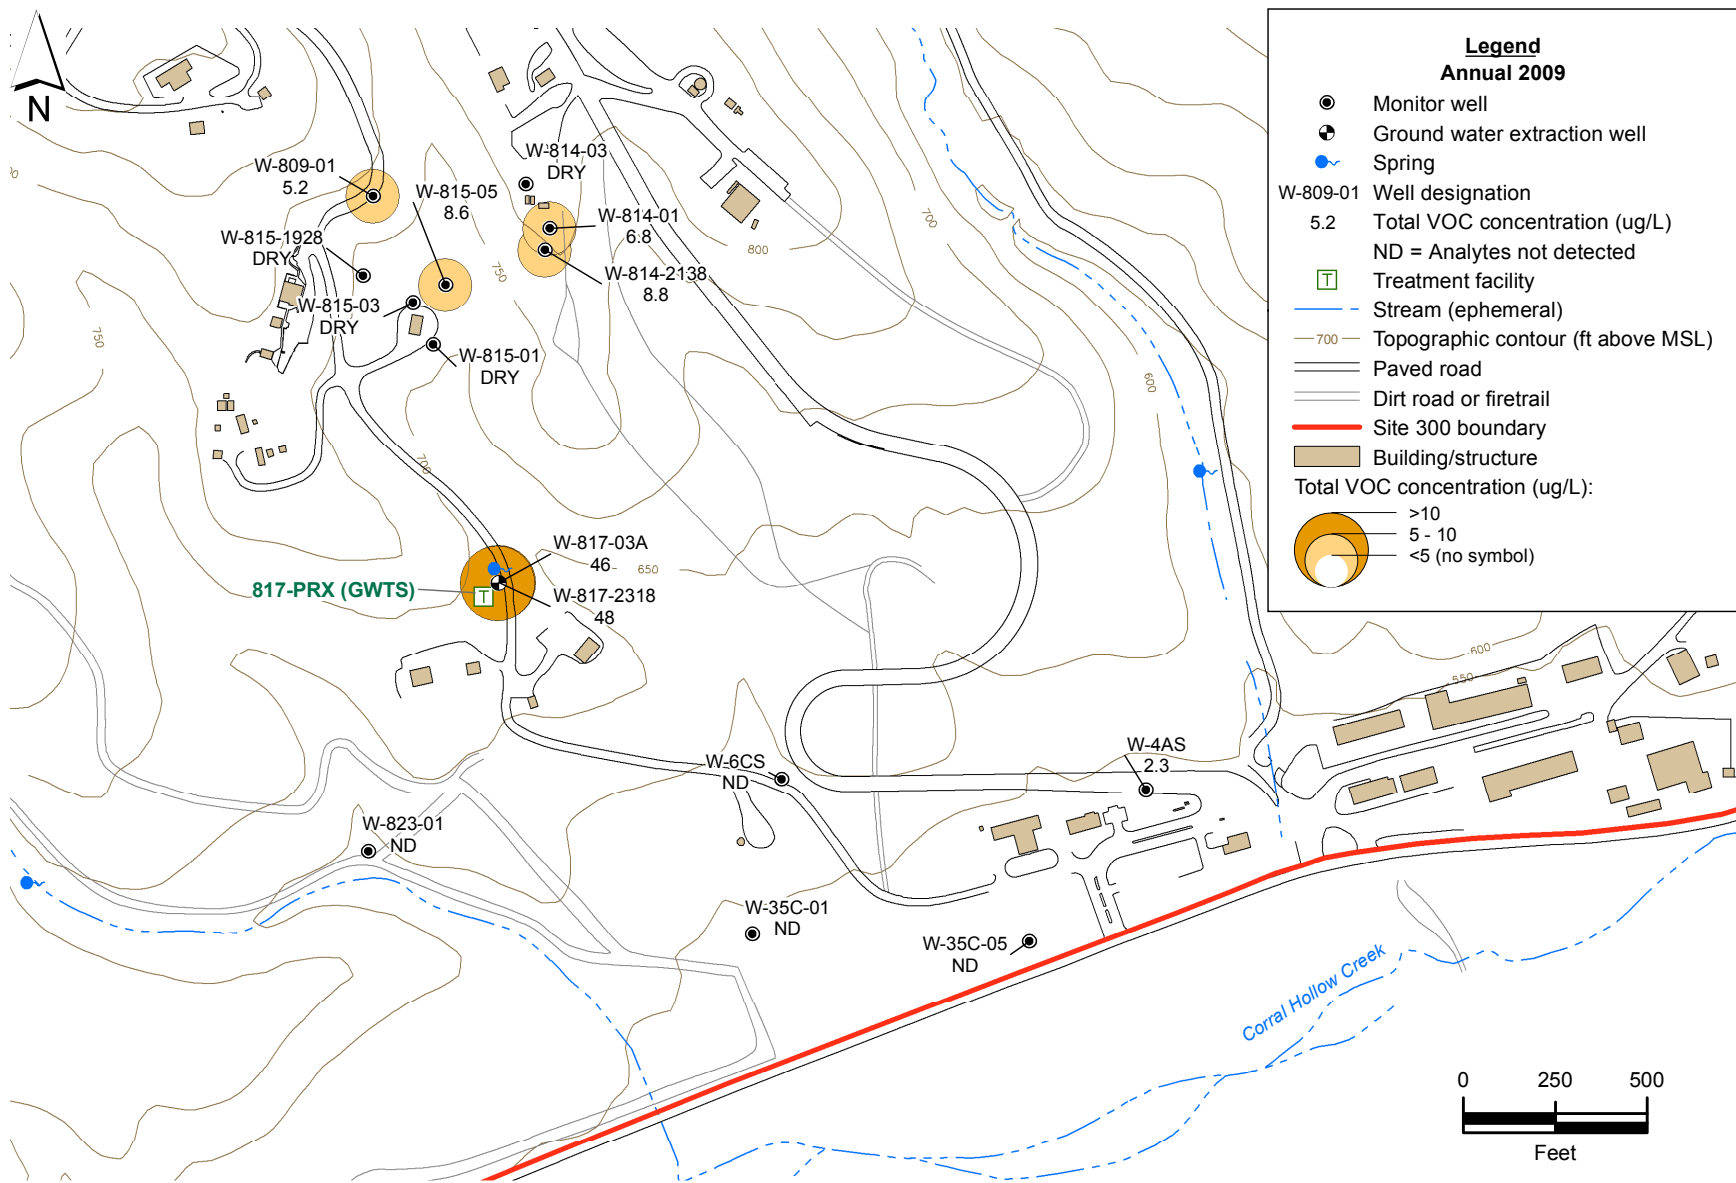 N
W-809-01
5.2
W-815-05
8.6
W-814-03
DRY
W-814-01
6.8
W-814-2138
8.8
W-815-1928
DRY
W-815-03
DRY
W-815-01
DRY
750
750
700
700
800
600
650
600
550
W-817-03A
46
W-817-2318
48
817-PRX (GWTS)
T
W-6CS
ND
W-4AS
2.3
W-823-01
ND
W-35C-01
ND
W-35C-05
ND
Corral Hollow Creek
Legend
Annual 2009
Monitor well
Ground water extraction well
Spring
W-809-01 Well designation
5.2 Total VOC concentration (ug/L)
ND = Analytes not detected
T Treatment facility
Stream (ephemeral)
700 Topographic contour (ft above MSL)
Paved road
Dirt road or firetrail
Site 300 boundary
Building/structure
Total VOC concentration (ug/L):
>10
5 - 10
<5 (no symbol)
0 250 500
Feet